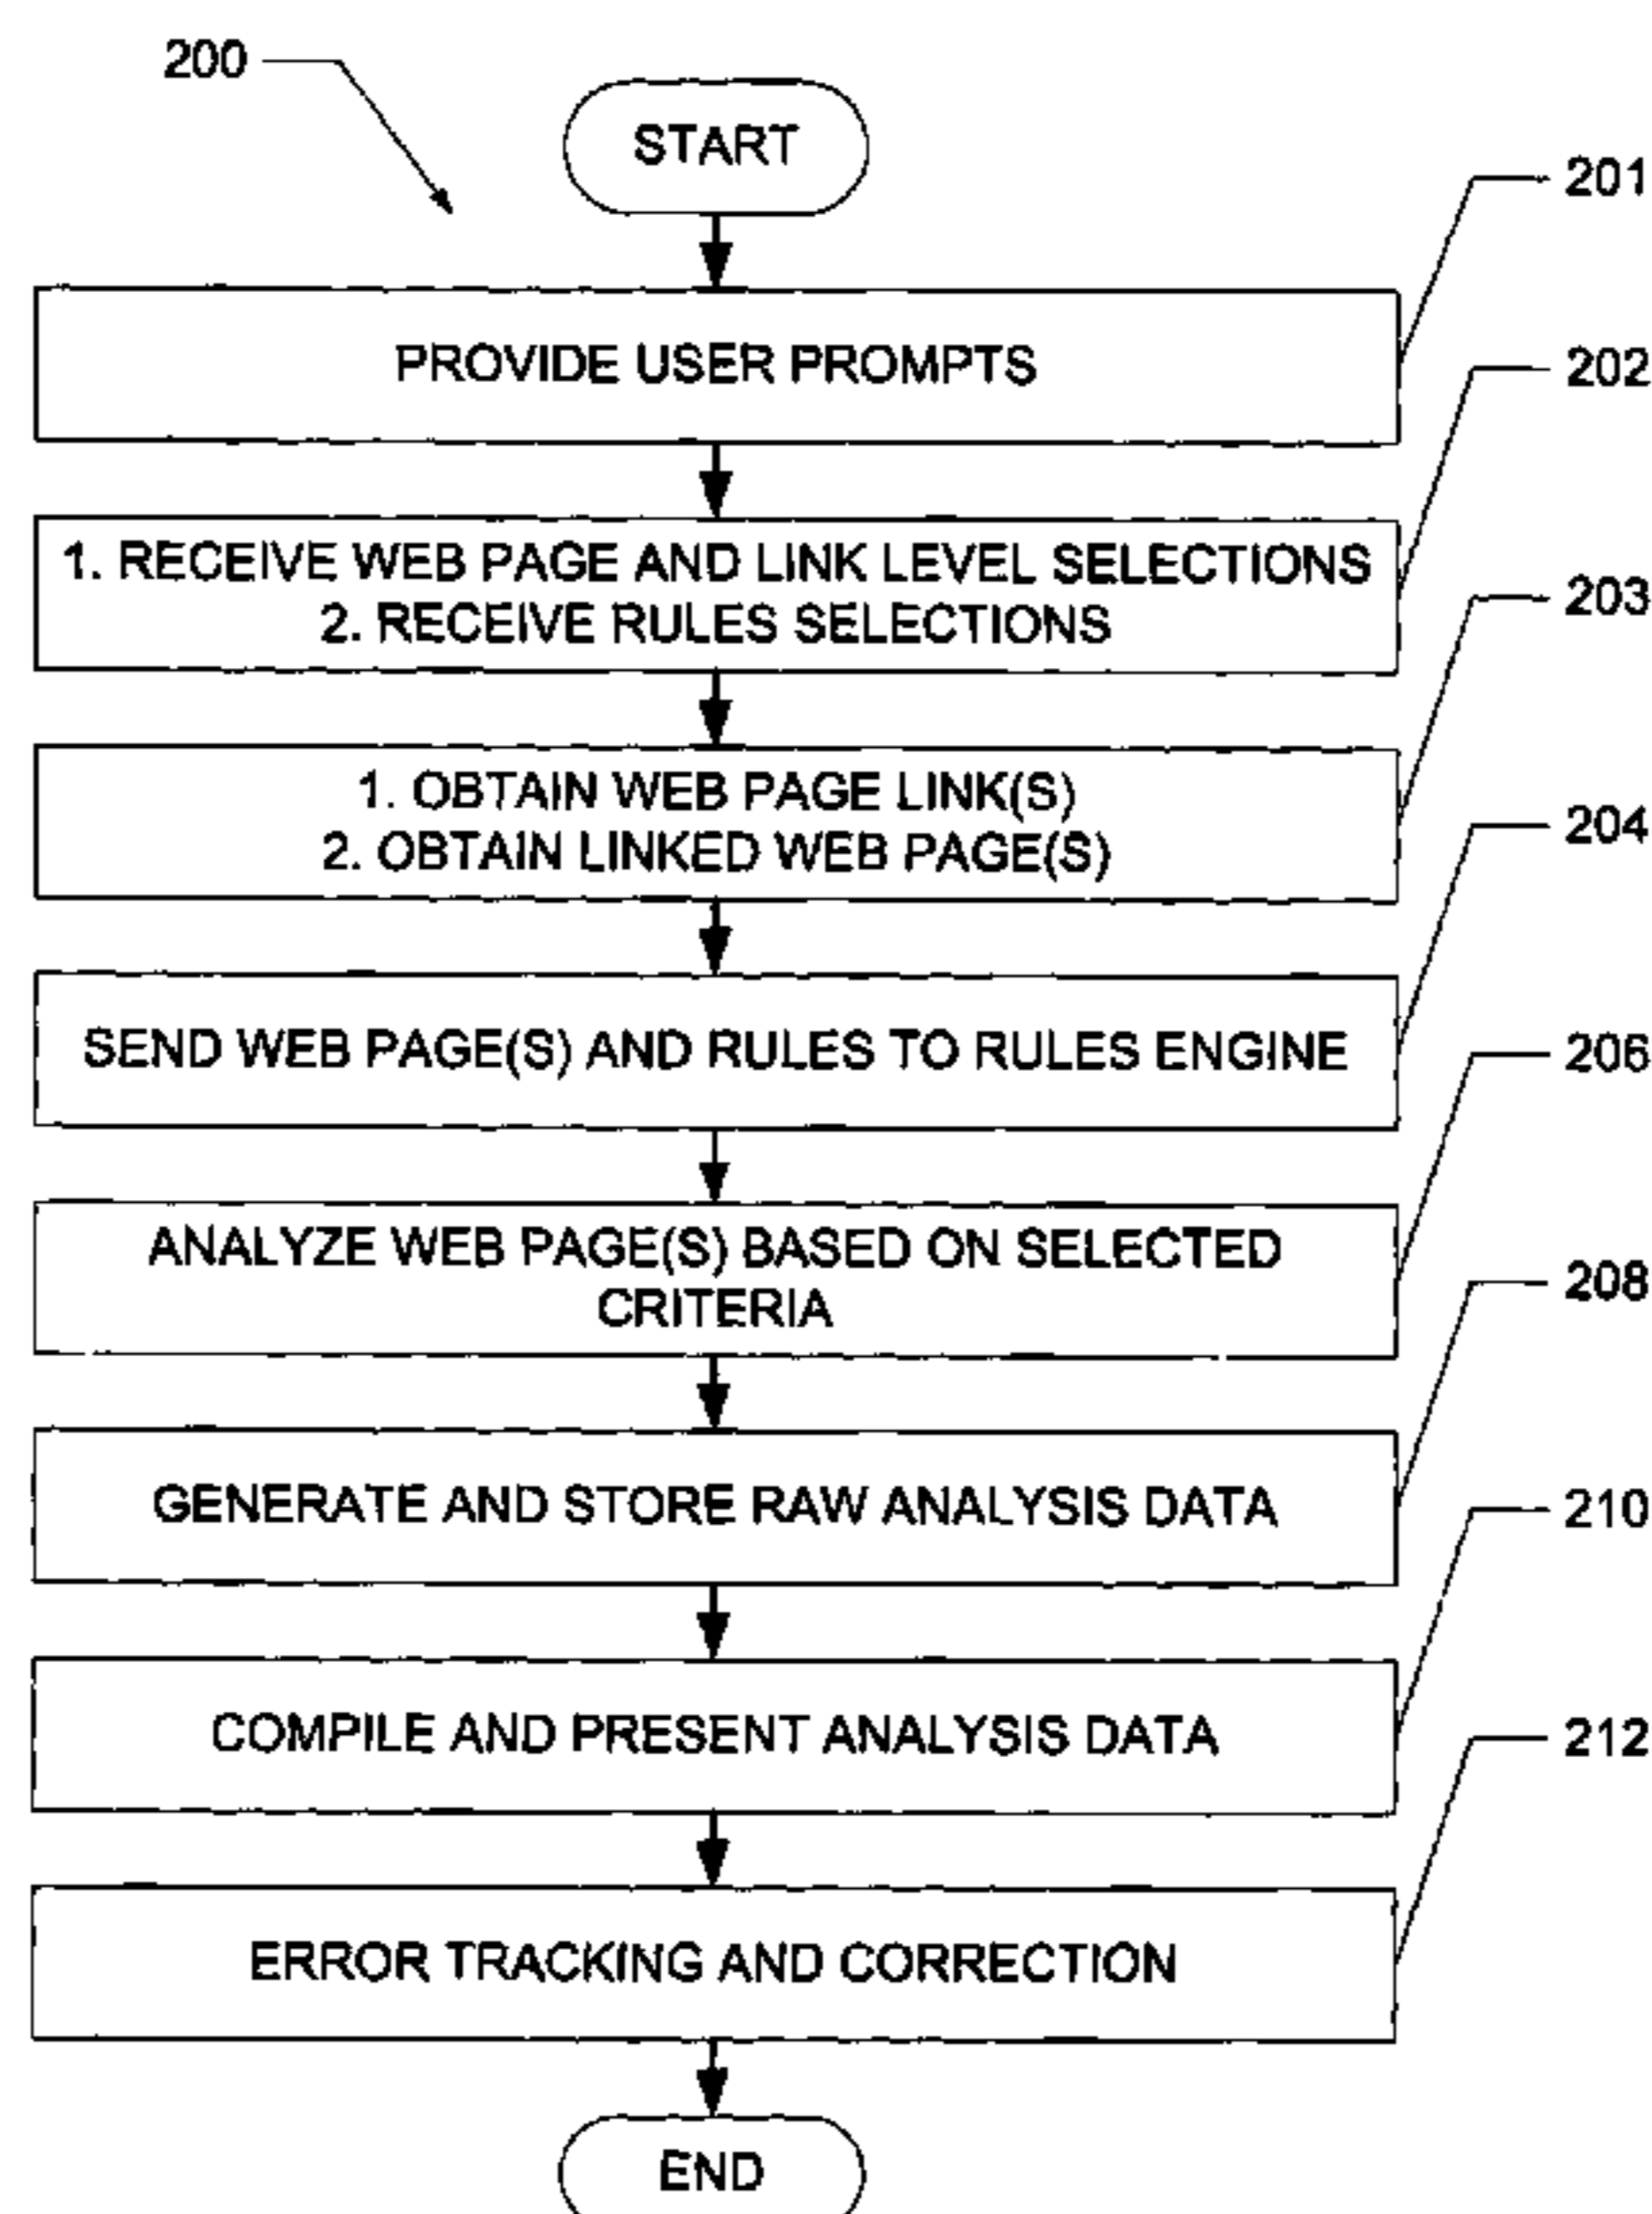 200
START
201
PROVIDE USER PROMPTS
202
1. RECEIVE WEB PAGE AND LINK LEVEL SELECTIONS
2. RECEIVE RULES SELECTIONS
203
1. OBTAIN WEB PAGE LINK(S)
2. OBTAIN LINKED WEB PAGE(S)
204
SEND WEB PAGE(S) AND RULES TO RULES ENGINE
206
ANALYZE WEB PAGE(S) BASED ON SELECTED
CRITERIA
208
GENERATE AND STORE RAW ANALYSIS DATA
210
COMPILE AND PRESENT ANALYSIS DATA
212
ERROR TRACKING AND CORRECTION
END